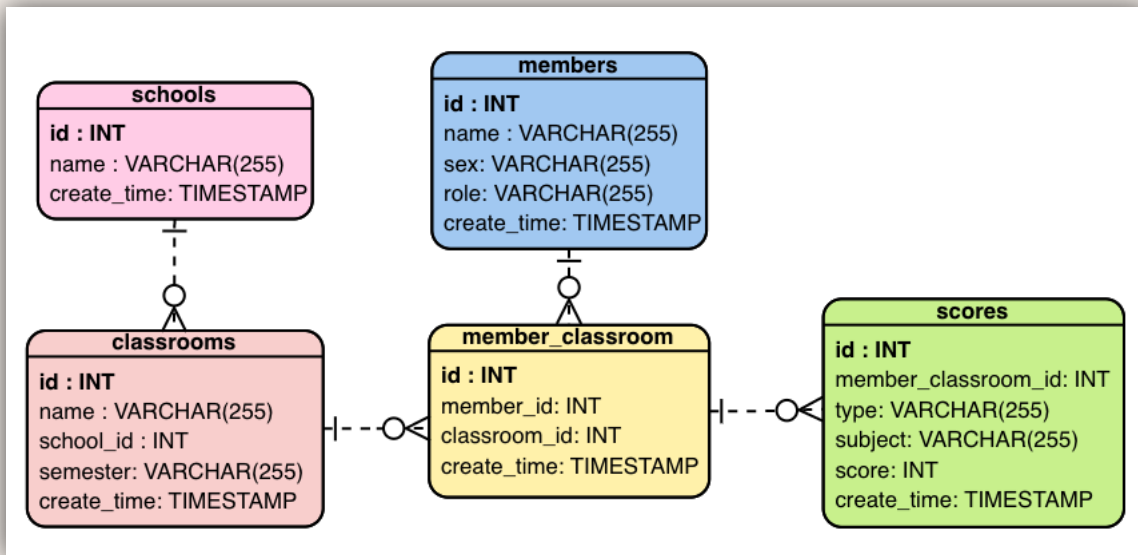 schools
id : INT
name : VARCHAR(255)
create_time: TIMESTAMP
members
id : INT
name : VARCHAR(255)
sex: VARCHAR(255)
role: VARCHAR(255)
create_time: TIMESTAMP
classrooms
id : INT
name : VARCHAR(255)
school_id : INT
semester: VARCHAR(255)
create_time: TIMESTAMP
member_classroom
id : INT
member_id: INT
classroom_id: INT
create_time: TIMESTAMP
scores
id : INT
member_classroom_id: INT
type: VARCHAR(255)
subject: VARCHAR(255)
score: INT
create_time: TIMESTAMP